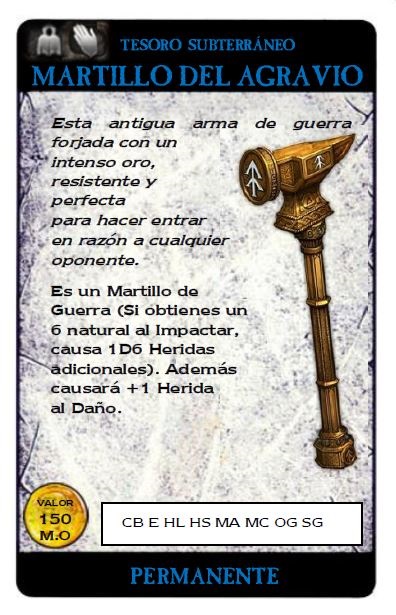 TESORO SUBTERRÁNEO
MARTILLO DEL AGRAVIO
Esta antigua arma de guerra
forjada con un
intenso oro,
resistente y
perfecta
para hacer entrar
en razón a cualquier
oponente.
Es un Martillo de
Guerra (Si obtienes un
6 natural al Impactar,
causa 1D6 Heridas
adicionales). Además
causará +1 Herida
al Daño.
VALOR
150
M.O
CB E HL HS MA MC OG SG
PERMANENTE